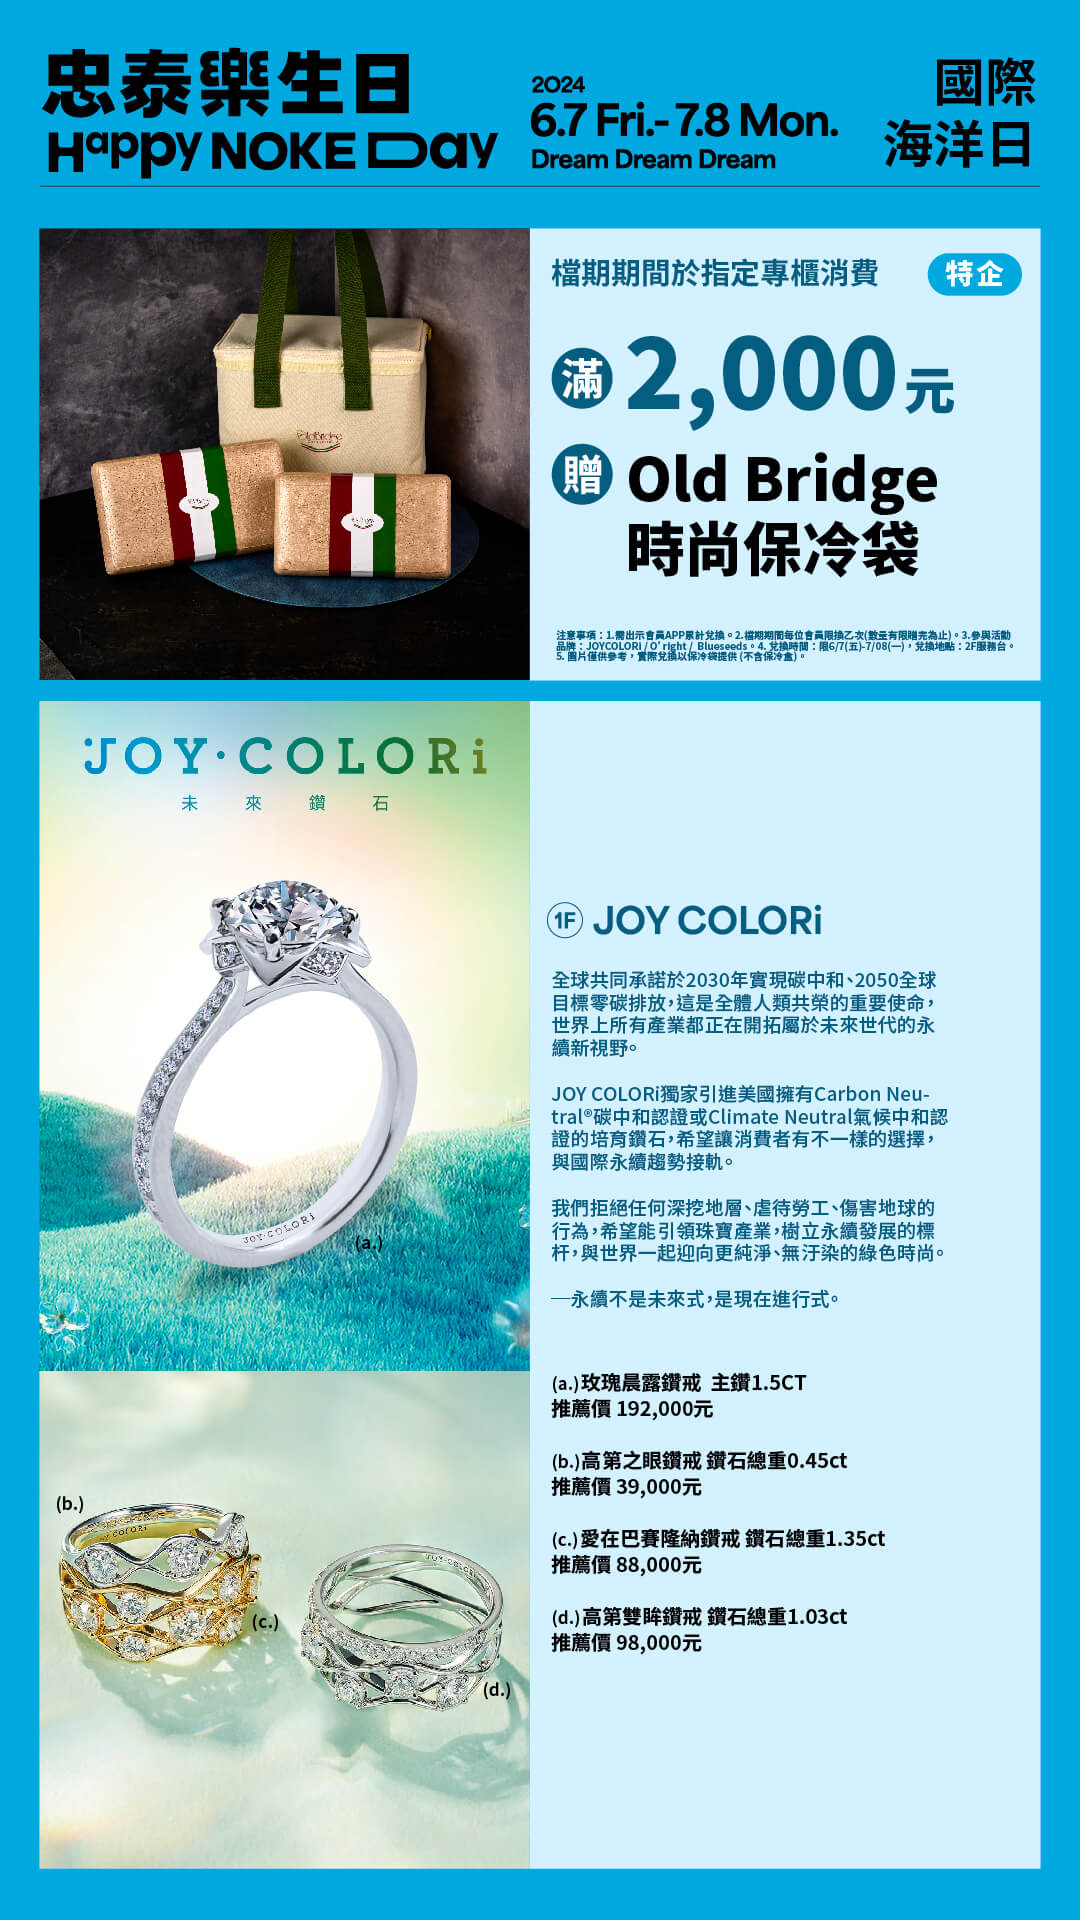 忠泰樂生日
Happy NOKE Day
2024
6.7 Fri.- 7.8 Mon.
Dream Dream Dream
國際
海洋日
檔期期間於指定專櫃消費
特企
滿 2,000元
贈 Old Bridge
時尚保冷袋
注意事項：1.需出示會員APP累計兌換。2.檔期期間每位會員限換乙次(數量有限贈完為止)。3.參與活動
品牌：JOYCOLORi / O' right / Blueseeds。4. 兌換時間：限6/7(五)-7/08(一)，兌換地點：2F服務台。
5. 圖片僅供參考，實際兌換以保冷袋提供 (不含保冷盒)。
OldBridge
JOY·COLORi
未來鑽石
JOY·COLORi
(a.)
1F JOY COLORi
全球共同承諾於2030年實現碳中和、2050全球
目標零碳排放，這是全體人類共榮的重要使命，
世界上所有產業都正在開拓屬於未來世代的永
續新視野。
JOY COLORi獨家引進美國擁有Carbon Neu-
tral®碳中和認證或Climate Neutral氣候中和認
證的培育鑽石，希望讓消費者有不一樣的選擇，
與國際永續趨勢接軌。
我們拒絕任何深挖地層、虐待勞工、傷害地球的
行為，希望能引領珠寶產業，樹立永續發展的標
杆，與世界一起迎向更純淨、無汙染的綠色時尚。
—永續不是未來式，是現在進行式。
(a.)玫瑰晨露鑽戒 主鑽1.5CT
推薦價 192,000元
(b.)高第之眼鑽戒 鑽石總重0.45ct
推薦價 39,000元
(c.)愛在巴賽隆納鑽戒 鑽石總重1.35ct
推薦價 88,000元
(d.)高第雙眸鑽戒 鑽石總重1.03ct
推薦價 98,000元
(b.)
(c.)
JOY·COLORi
(d.)